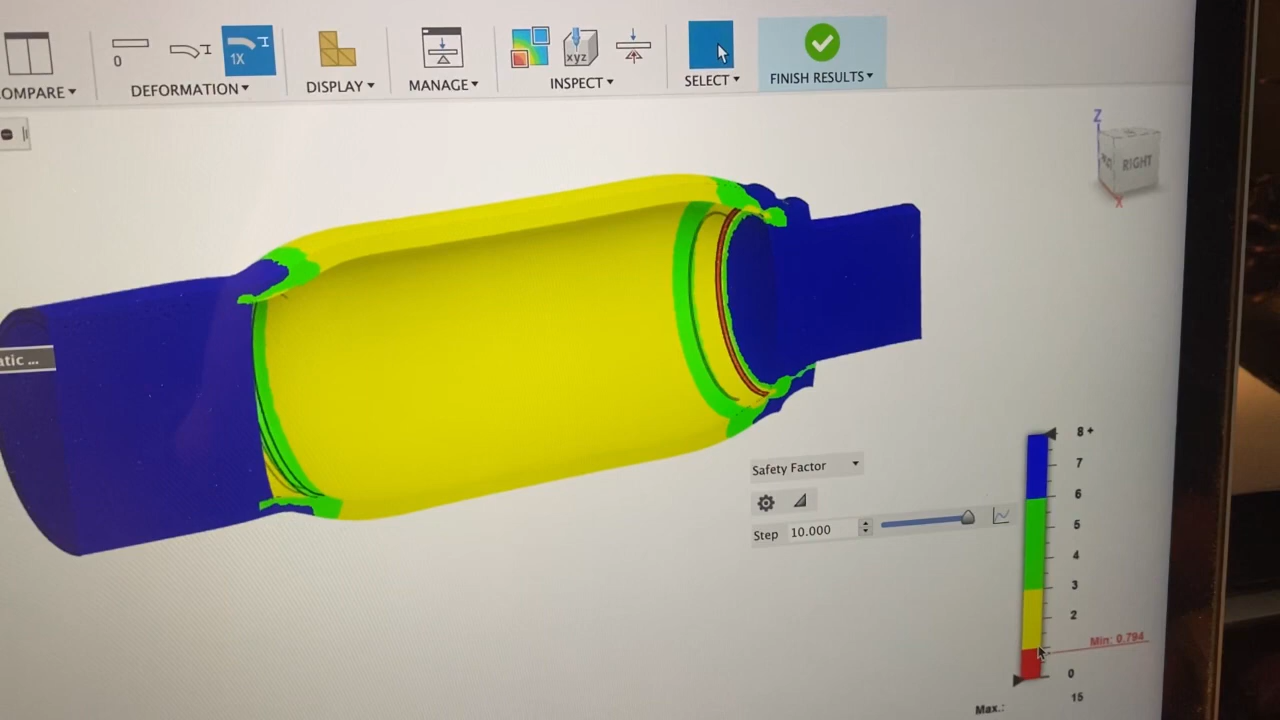 0
1X
xyz
OMPARE
DEFORMATION
DISPLAY
MANAGE
INSPECT
SELECT
FINISH RESULTS
Z
RIGHT
X
atic ...
8 +
7
6
5
4
3
2
Min: 0.794
0
15
Max.:
Safety Factor
Step 10.000